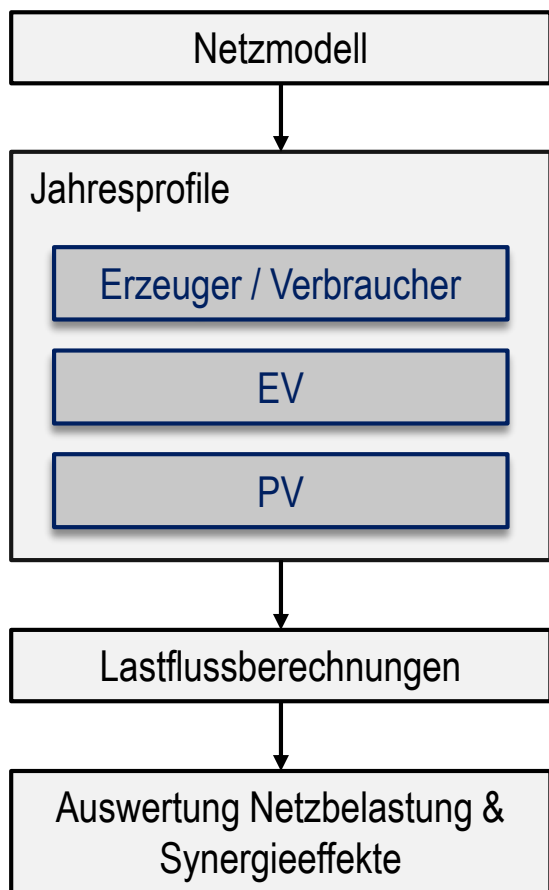 Netzmodell
Jahresprofile
Erzeuger / Verbraucher
EV
PV
Lastflussberechnungen
Auswertung Netzbelastung &
Synergieeffekte